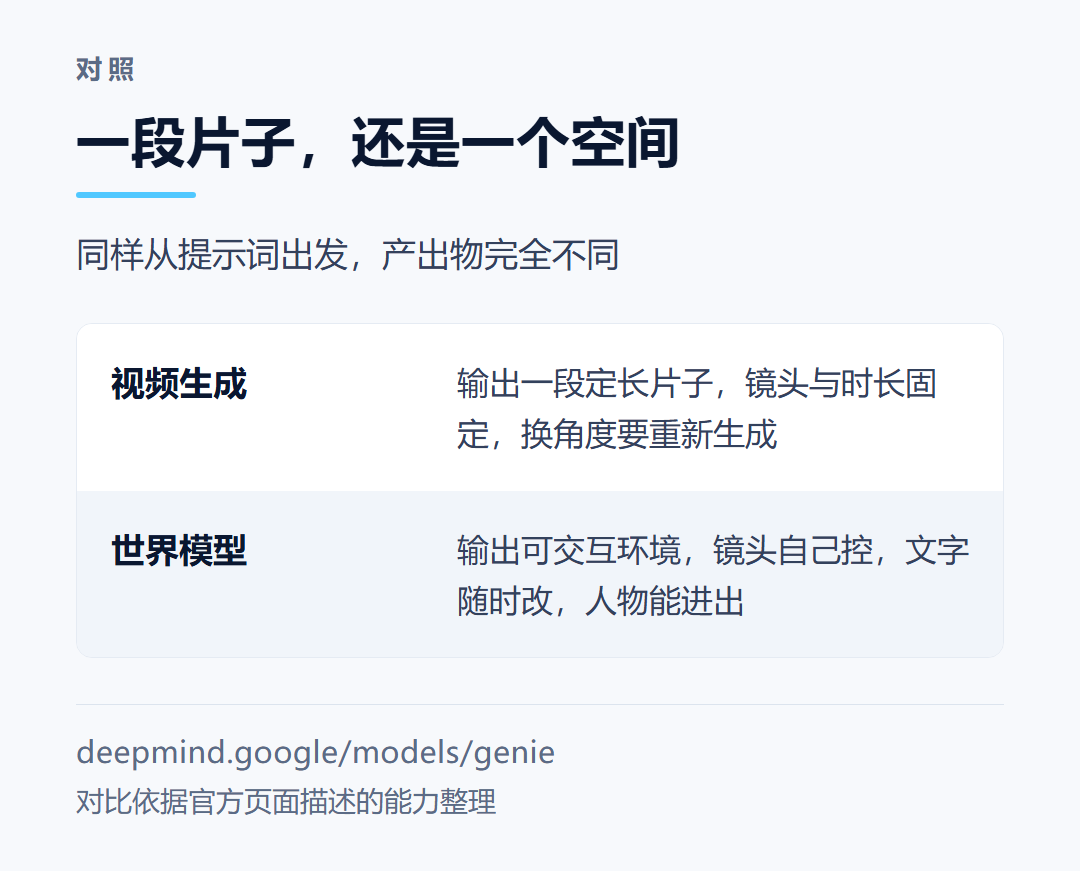 对照
一段片子，还是一个空间
同样从提示词出发，产出物完全不同
视频生成
输出一段定长片子，镜头与时长固
定，换角度要重新生成
世界模型
输出可交互环境，镜头自己控，文字
随时改，人物能进出
deepmind.google/models/genie
对比依据官方页面描述的能力整理